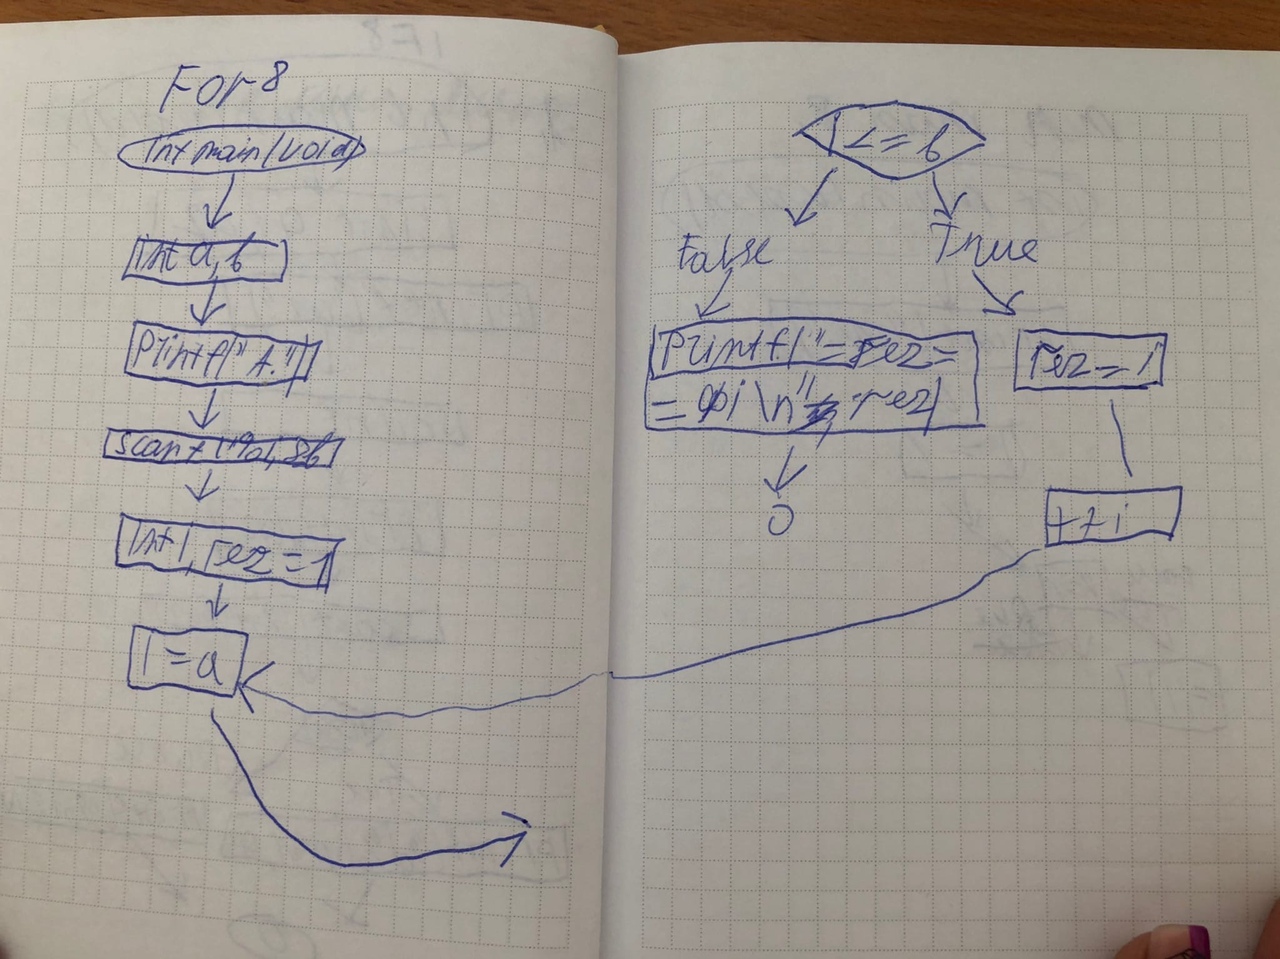 For 8
int main(void)
int a, b
printf("A:")
scanf("%d, &b
int i, rez = 1
i = a
i <= b
False
True
printf("=rez=
= %i \n", rez)
rez = i
++i
0